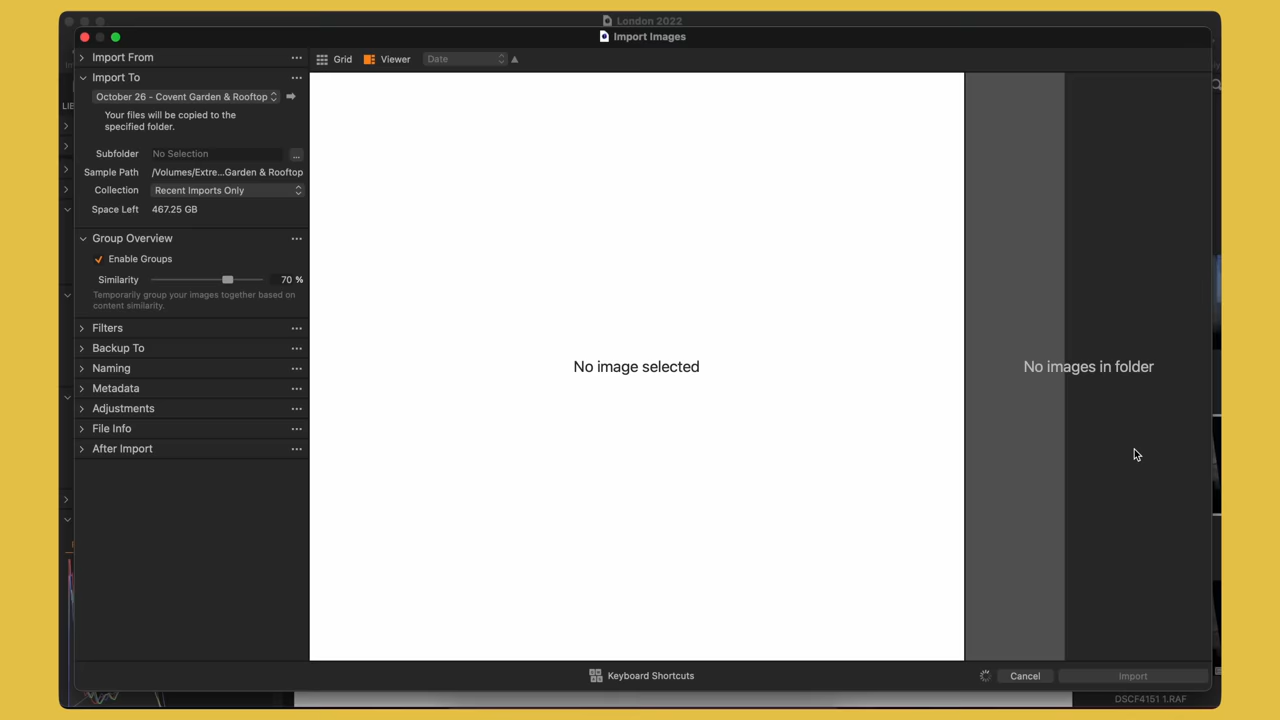 London 2022
Import Images
Import From
Grid
Viewer
Date
Import To
October 26 - Covent Garden & Rooftop
Your files will be copied to the
specified folder.
Subfolder
No Selection
...
Sample Path
/Volumes/Extre...Garden & Rooftop
Collection
Recent Imports Only
Space Left
467.25 GB
Group Overview
Enable Groups
Similarity
70 %
Temporarily group your images together based on
content similarity.
Filters
Backup To
Naming
Metadata
Adjustments
File Info
After Import
No image selected
No images in folder
Keyboard Shortcuts
Cancel
Import
DSCF4151 1.RAF